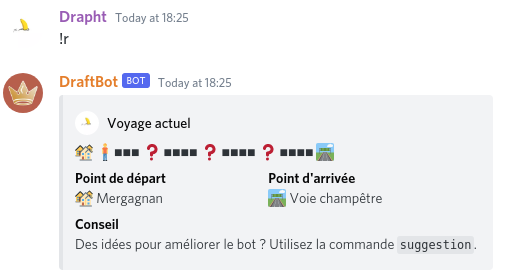 Drapht Today at 18:25
!r
DraftBot BOT Today at 18:25
Voyage actuel
❓ ❓ ❓
Point de départ Point d'arrivée
Mergagnan Voie champêtre
Conseil
Des idées pour améliorer le bot ? Utilisez la commande suggestion.